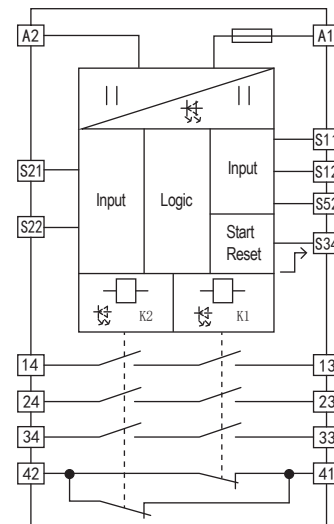 A2 A1
S11
S21 S12
Input Logic Input
S52
S22
Start
Reset S34
K2 K1
14 13
24 23
34 33
42 41